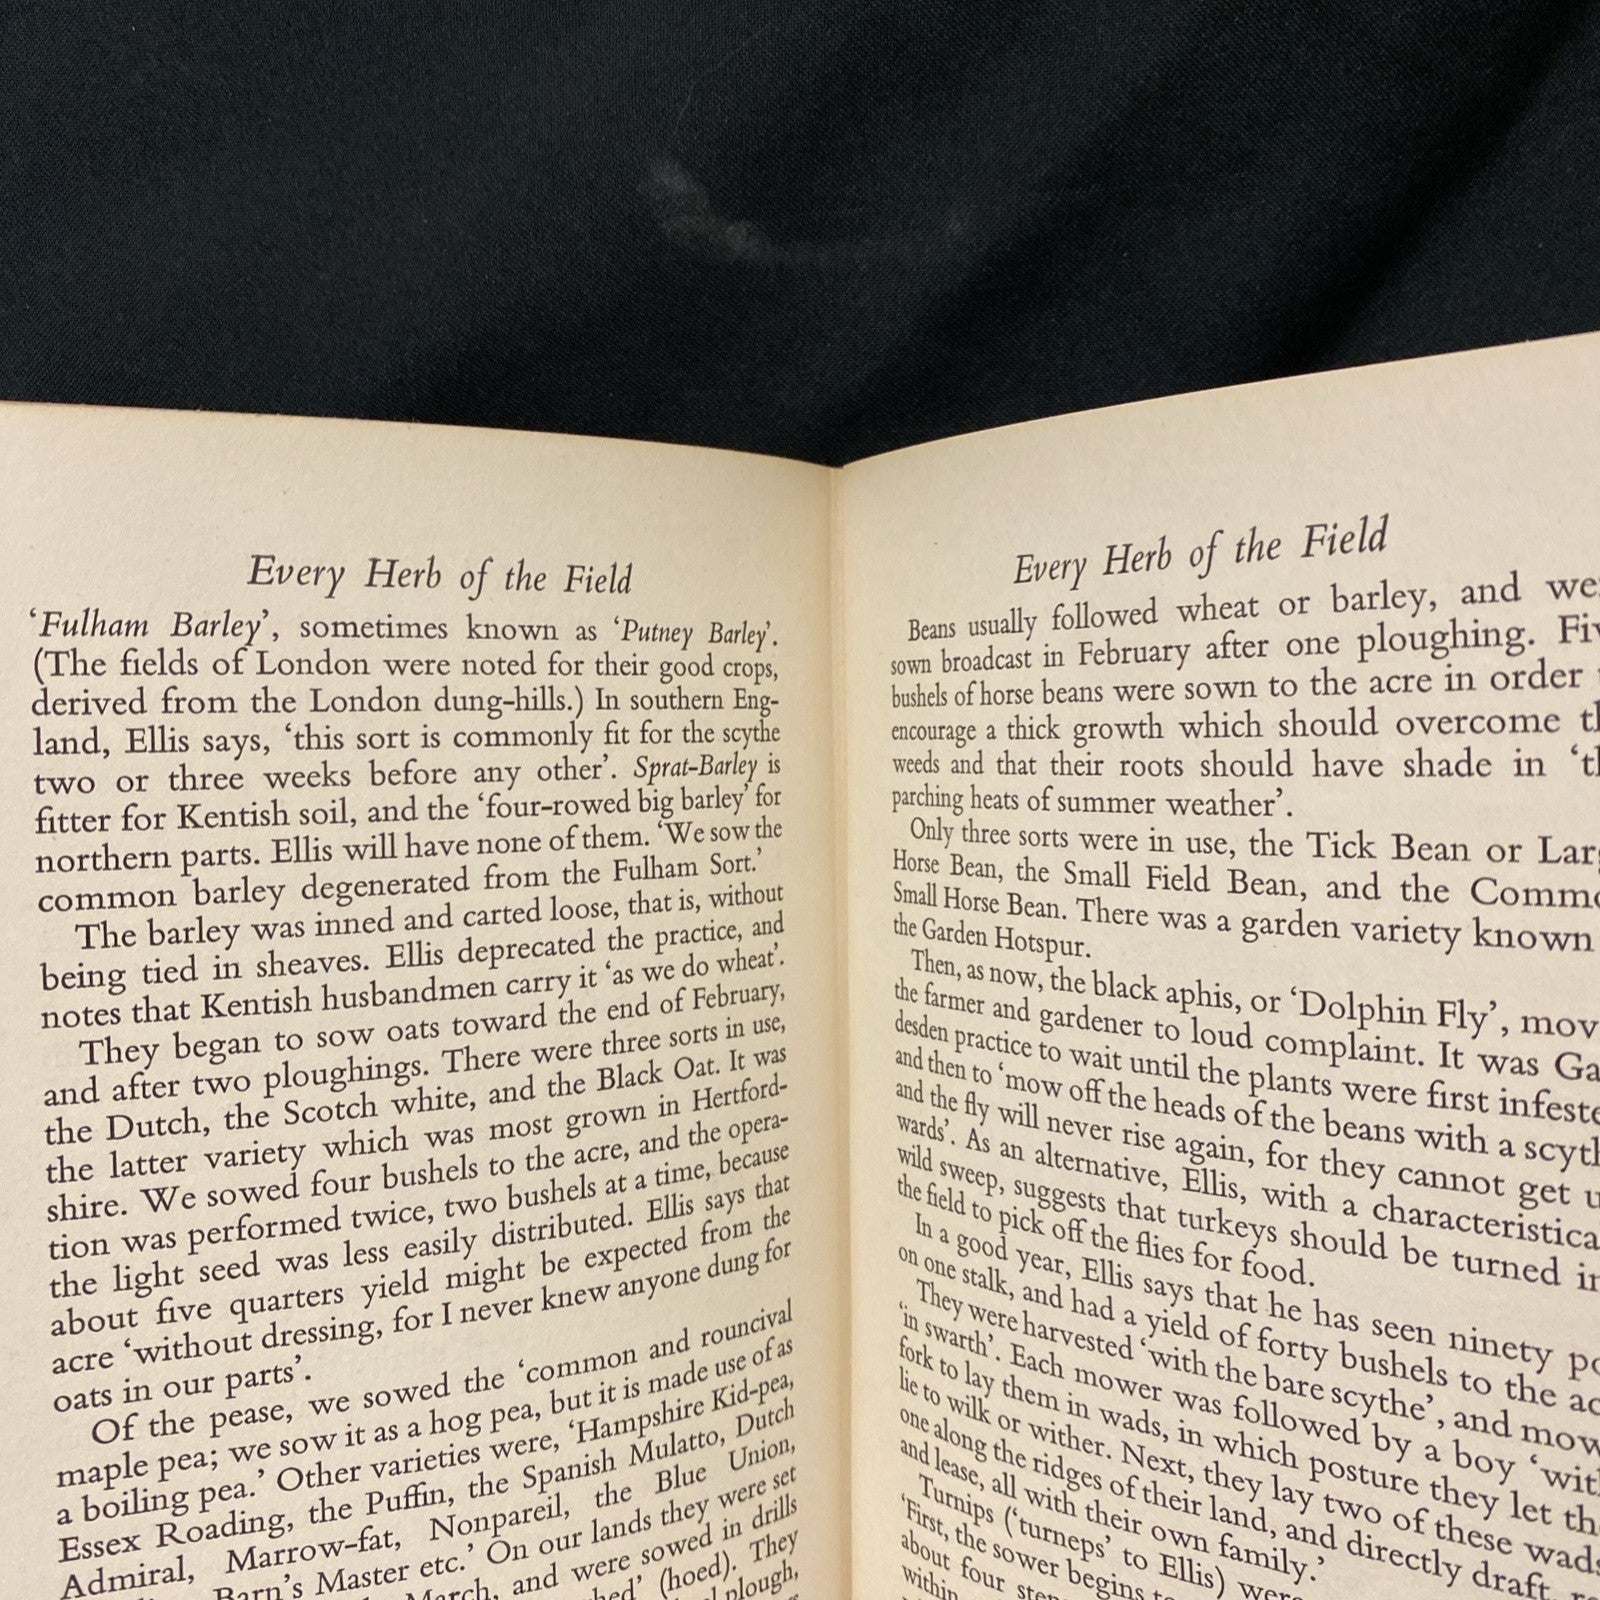 Every Herb of the Field
‘Fulham Barley’, sometimes known as ‘Putney Barley’.
(The fields of London were noted for their good crops,
derived from the London dung-hills.) In southern Eng-
land, Ellis says, ‘this sort is commonly fit for the scythe
two or three weeks before any other’. Sprat-Barley is
fitter for Kentish soil, and the ‘four-rowed big barley’ for
northern parts. Ellis will have none of them. ‘We sow the
common barley degenerated from the Fulham Sort.’
The barley was inned and carted loose, that is, without
being tied in sheaves. Ellis deprecated the practice, and
notes that Kentish husbandmen carry it ‘as we do wheat’.
They began to sow oats toward the end of February,
and after two ploughings. There were three sorts in use,
the Dutch, the Scotch white, and the Black Oat. It was
the latter variety which was most grown in Hertford-
shire. We sowed four bushels to the acre, and the opera-
tion was performed twice, two bushels at a time, because
the light seed was less easily distributed. Ellis says that
about five quarters yield might be expected from the
acre ‘without dressing, for I never knew anyone dung for
oats in our parts’.
Of the pease, we sowed the ‘common and rouncival
maple pea; we sow it as a hog pea, but it is made use of as
a boiling pea.’ Other varieties were, ‘Hampshire Kid-pea,
Essex Roading, the Puffin, the Spanish Mulatto, Dutch
Admiral, Marrow-fat, Nonpareil, the Blue Union,
Barn’s Master etc.’ On our lands they were set
March, and were sowed in drills
(hoed). They
plough,
Every Herb of the Field
Beans usually followed wheat or barley, and
sown broadcast in February after one ploughing.
bushels of horse beans were sown to the acre in order
encourage a thick growth which should overcome
weeds and that their roots should have shade in
parching heats of summer weather’.
Only three sorts were in use, the Tick Bean or
Horse Bean, the Small Field Bean, and the
Small Horse Bean. There was a garden variety known
the Garden Hotspur.
Then, as now, the black aphis, or ‘Dolphin Fly’,
the farmer and gardener to loud complaint. It was
desden practice to wait until the plants were first
and then to ‘mow off the heads of the beans with a
and the fly will never rise again, for they cannot get
wards’. As an alternative, Ellis, with a
wild sweep, suggests that turkeys should be turned
the field to pick off the flies for food.
In a good year, Ellis says that he has seen ninety
on one stalk, and had a yield of forty bushels to the
They were harvested ‘with the bare scythe’, and
‘in swarth’. Each mower was followed by a boy
fork to lay them in wads, in which posture they let
lie to wilk or wither. Next, they lay two of these
one along the ridges of their land, and directly draft,
and lease, all with their own family.’
Turnips (‘turneps’ to Ellis) were
‘First, the sower begins
about four
within